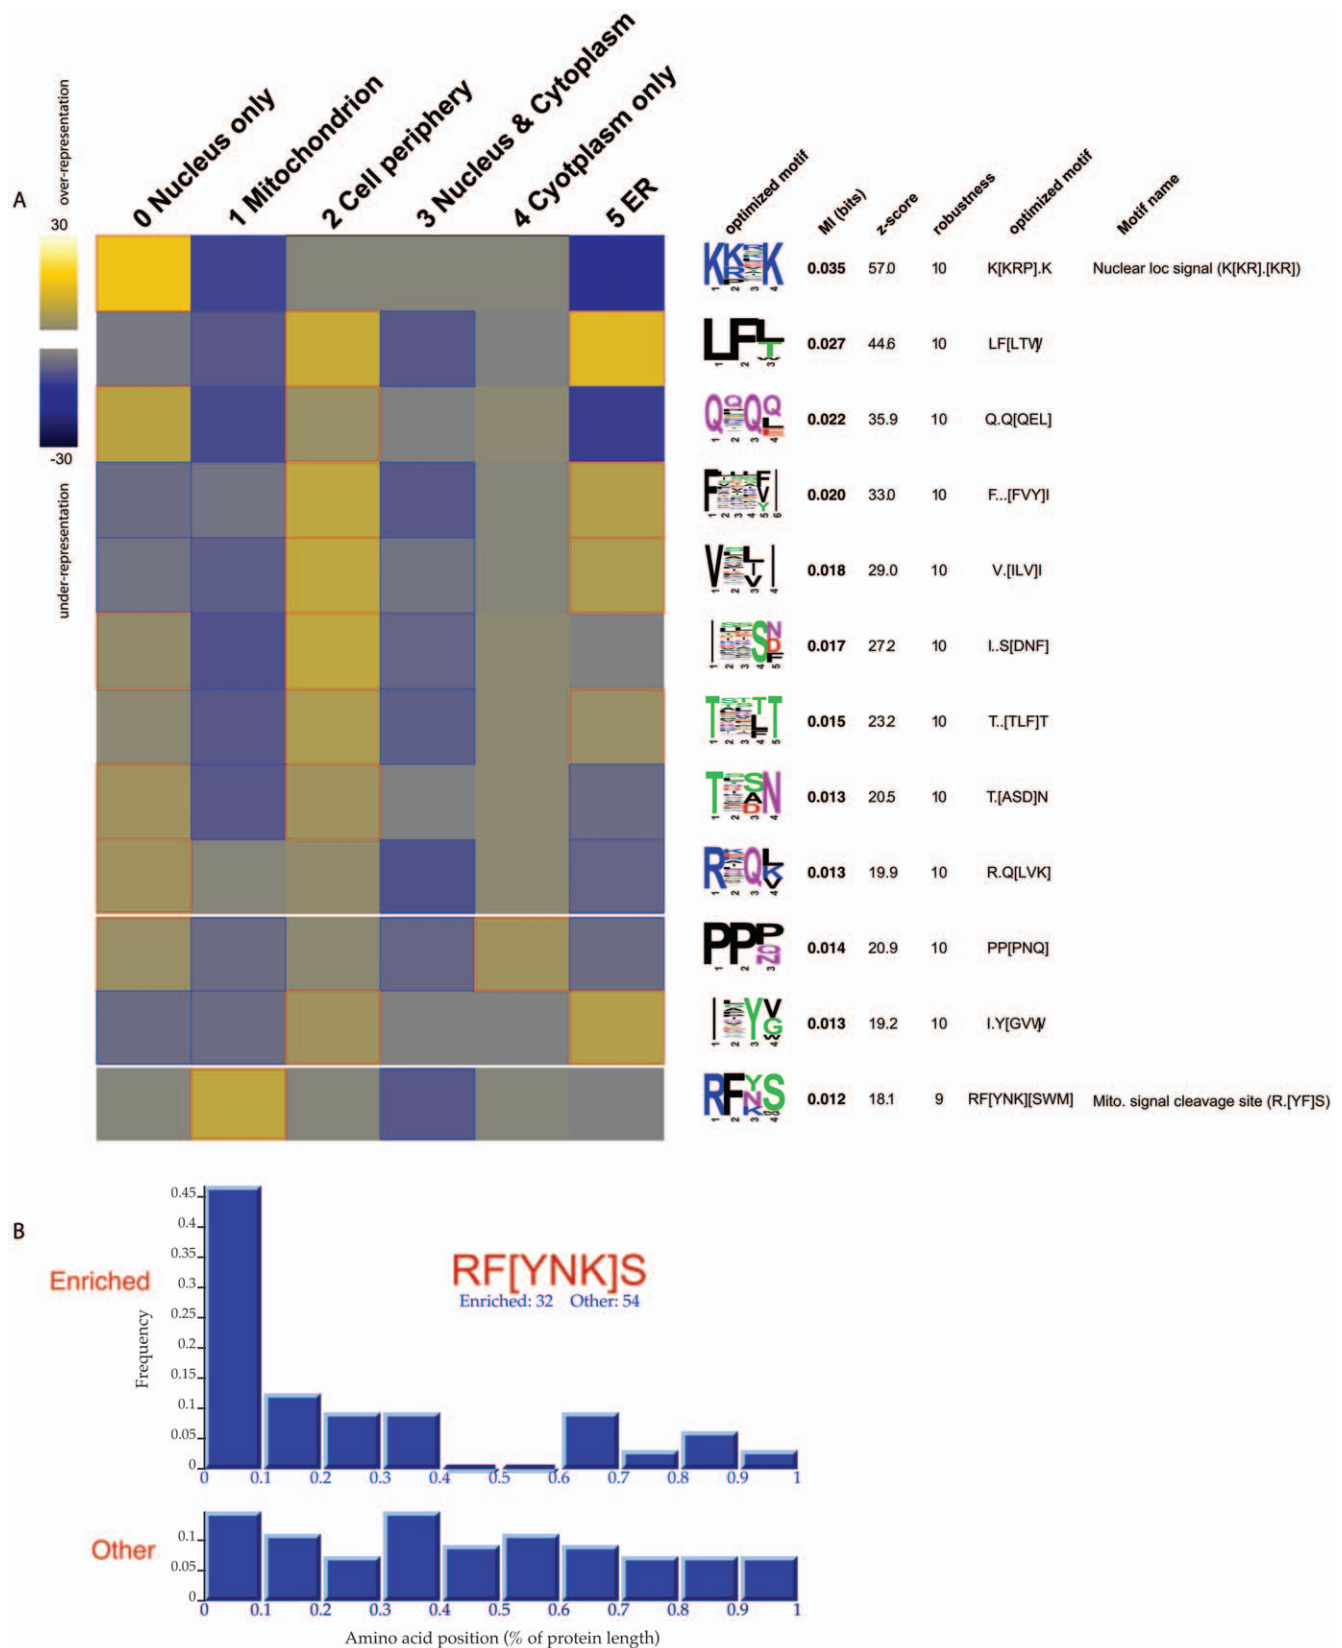 A
over-representation
30
-30
under-representation
0 Nucleus only
1 Mitochondrion
2 Cell periphery
3 Nucleus & Cytoplasm
4 Cyotplasm only
5 ER
optimized motif
MI (bits)
z-score
robustness
optimized motif
Motif name
0.035 57.0 10 K[KRP].K Nuclear loc signal (K[KR].[KR])
0.027 44.6 10 LF[LTW]
0.022 35.9 10 Q.Q[QEL]
0.020 33.0 10 F...[FVY]I
0.018 29.0 10 V.[ILV]I
0.017 27.2 10 I..S[DNF]
0.015 23.2 10 T..[TLF]T
0.013 20.5 10 T.[ASD]N
0.013 19.9 10 R.Q[LVK]
0.014 20.9 10 PP[PNQ]
0.013 19.2 10 I.Y[GVW]
0.012 18.1 9 RF[YNK][SWM] Mito. signal cleavage site (R.[YF]S)
B
Enriched
Frequency
0.45
0.4
0.35
0.3
0.25
0.2
0.15
0.1
0.05
0
RF[YNK]S
Enriched: 32 Other: 54
0 0.1 0.2 0.3 0.4 0.5 0.6 0.7 0.8 0.9 1
Other
0.1
0.05
0
0 0.1 0.2 0.3 0.4 0.5 0.6 0.7 0.8 0.9 1
Amino acid position (% of protein length)